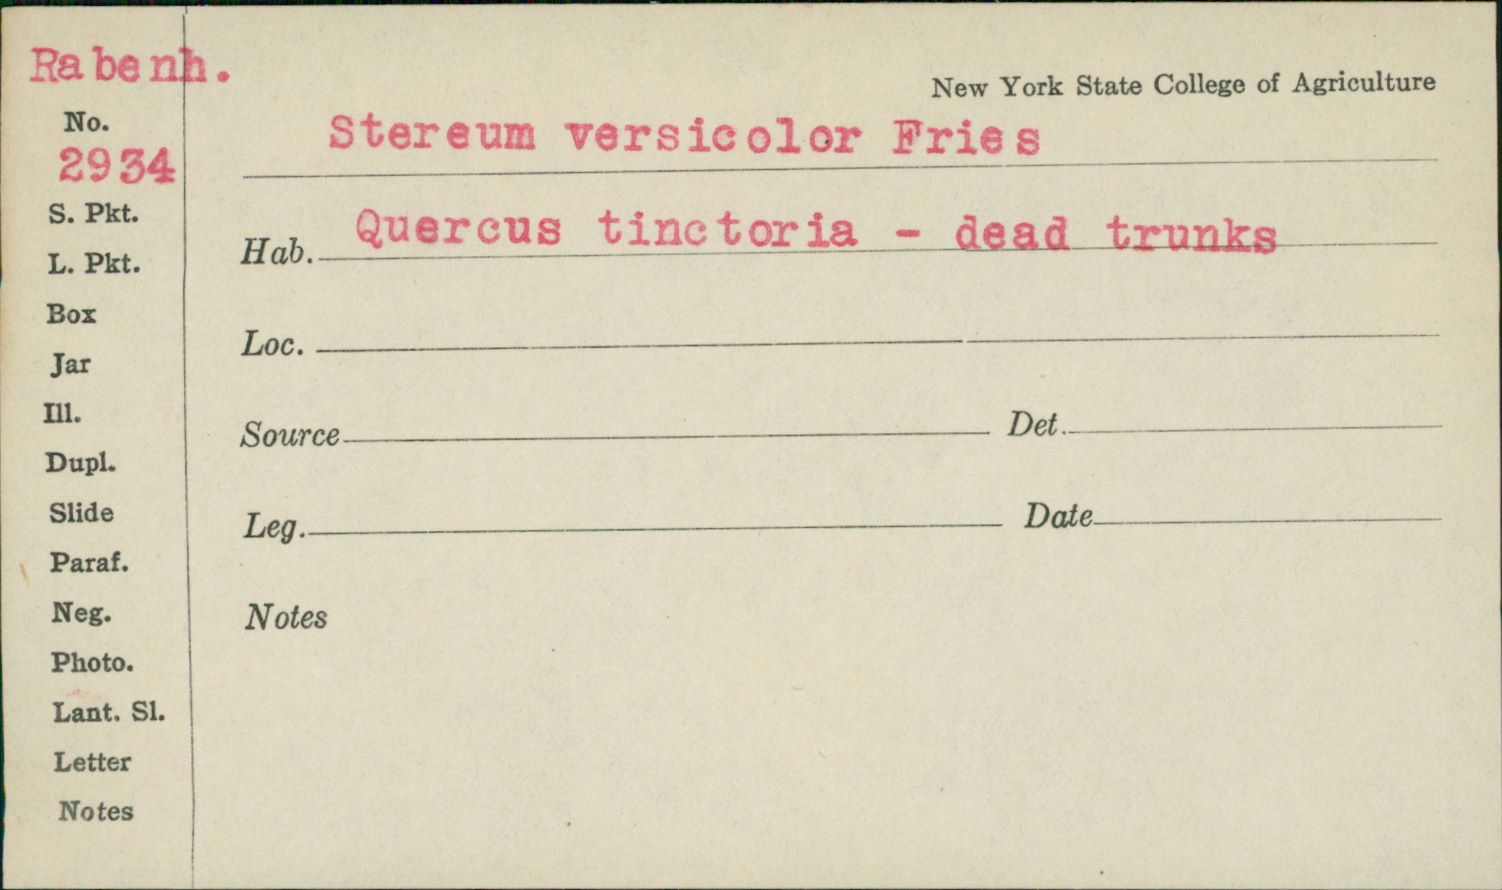 Rabenh.
New York State College of Agriculture
No.
2934
Stereum versicolor Fries
S. Pkt.
Hab. Quercus tinctoria - dead trunks
L. Pkt.
Box
Loc.
Jar
Ill.
Source Det.
Dupl.
Slide
Leg. Date
Paraf.
Neg.
Notes
Photo.
Lant. Sl.
Letter
Notes